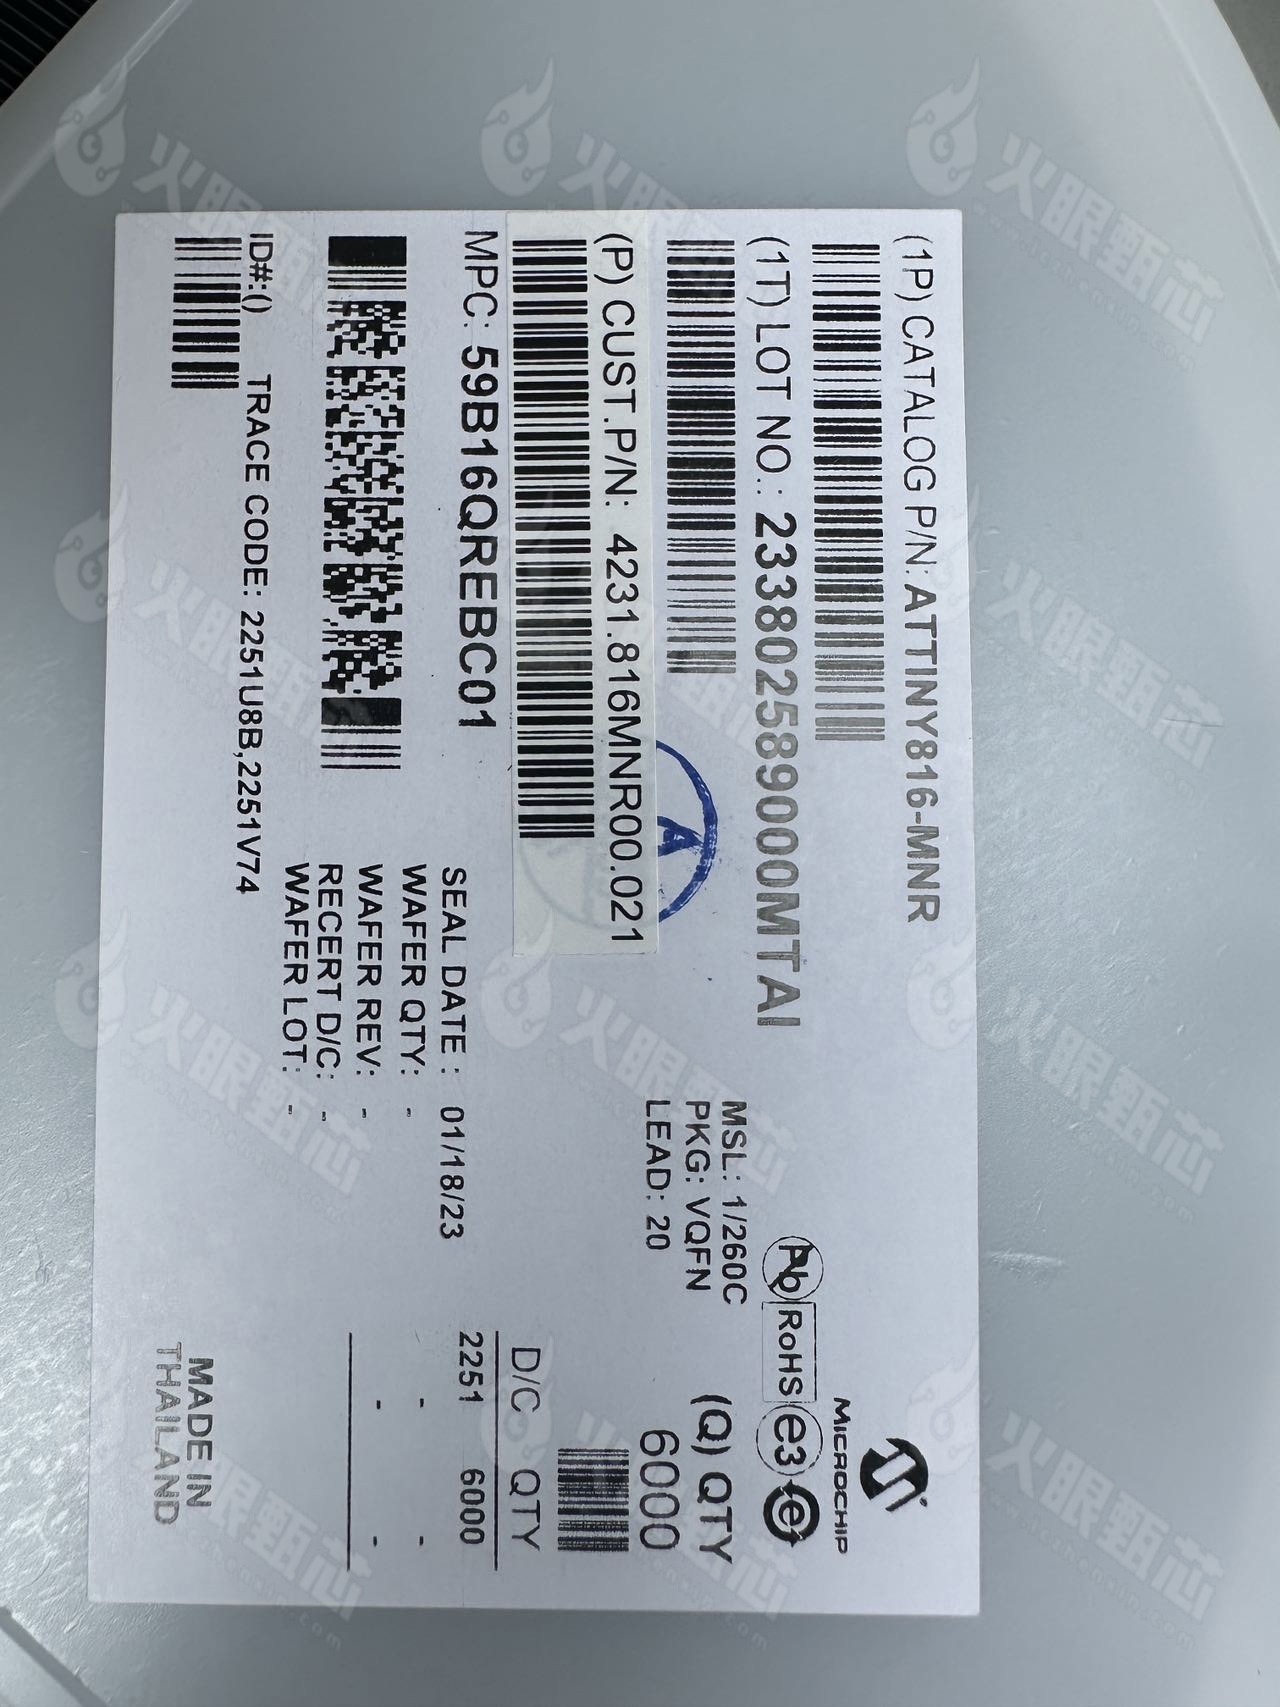 (1P) CATALOG P/N: ATTINY816-MNR
MICROCHIP
(1T) LOT NO.: 233802589000MTAI
Pb RoHS e3 e
A
MSL: 1/260C
PKG: VQFN
LEAD: 20
(Q) QTY
6000
(P) CUST.P/N: 4231.816MNR00.021
MPC: 59B16QREBC01
D/C QTY
2251 6000
- -
- -
SEAL DATE : 01/18/23
WAFER QTY: -
WAFER REV: -
RECERT D/C: -
WAFER LOT: -
ID#:() TRACE CODE: 2251U8B,2251V74
MADE IN
THAILAND
火眼甄芯